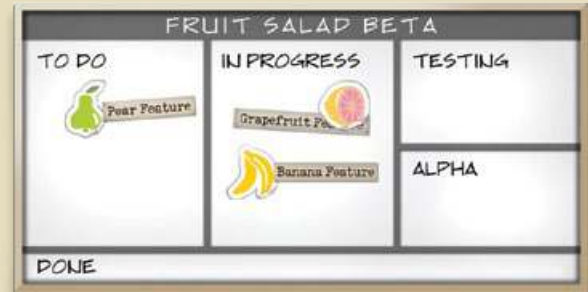 FRUIT SALAD BETA
TO DO
Pear Feature
IN PROGRESS
Grapefruit
Banana Feature
TESTING
ALPHA
DONE